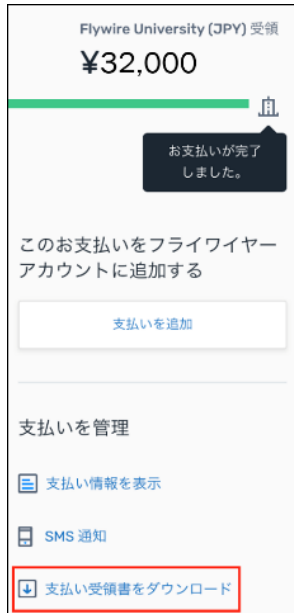 Flywire University (JPY) 受領
¥32,000
お支払いが完了
しました。
このお支払いをフライワイヤー
アカウントに追加する
支払いを追加
支払いを管理
支払い情報を表示
SMS 通知
支払い受領書をダウンロード